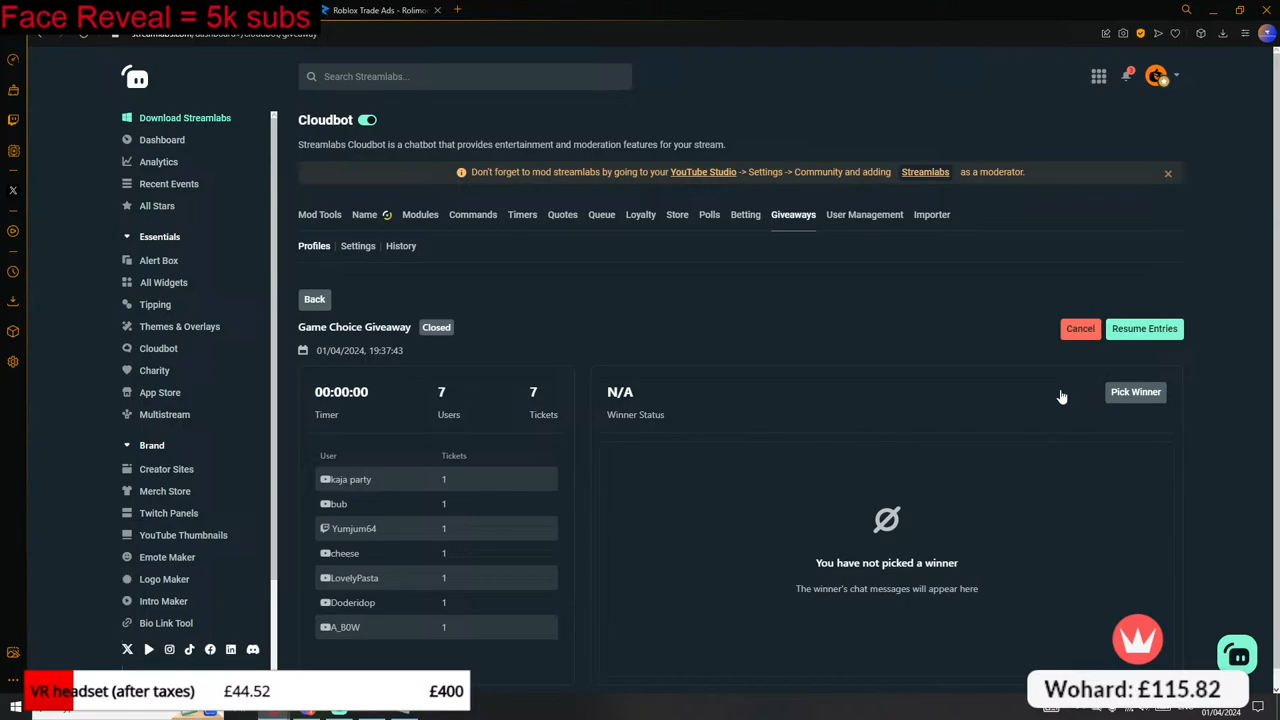 Face Reveal = 5k subs
Roblox Trade Ads - Rolimo
Search Streamlabs...
Download Streamlabs
Dashboard
Analytics
Recent Events
All Stars
Essentials
Alert Box
All Widgets
Tipping
Themes & Overlays
Cloudbot
Charity
App Store
Multistream
Brand
Creator Sites
Merch Store
Twitch Panels
YouTube Thumbnails
Emote Maker
Logo Maker
Intro Maker
Bio Link Tool
Cloudbot
Streamlabs Cloudbot is a chatbot that provides entertainment and moderation features for your stream.
Don't forget to mod streamlabs by going to your YouTube Studio -> Settings -> Community and adding Streamlabs as a moderator.
Mod Tools Name Modules Commands Timers Quotes Queue Loyalty Store Polls Betting Giveaways User Management Importer
Profiles Settings History
Back
Game Choice Giveaway Closed
Cancel Resume Entries
01/04/2024, 19:37:43
00:00:00 7 7
Timer Users Tickets
User Tickets
kaja party 1
bub 1
Yumjum64 1
cheese 1
LovelyPasta 1
Doderidop 1
A_B0W 1
N/A
Winner Status
Pick Winner
You have not picked a winner
The winner's chat messages will appear here
VR headset (after taxes) £44.52 £400
Wohard: £115.82
01/04/2024